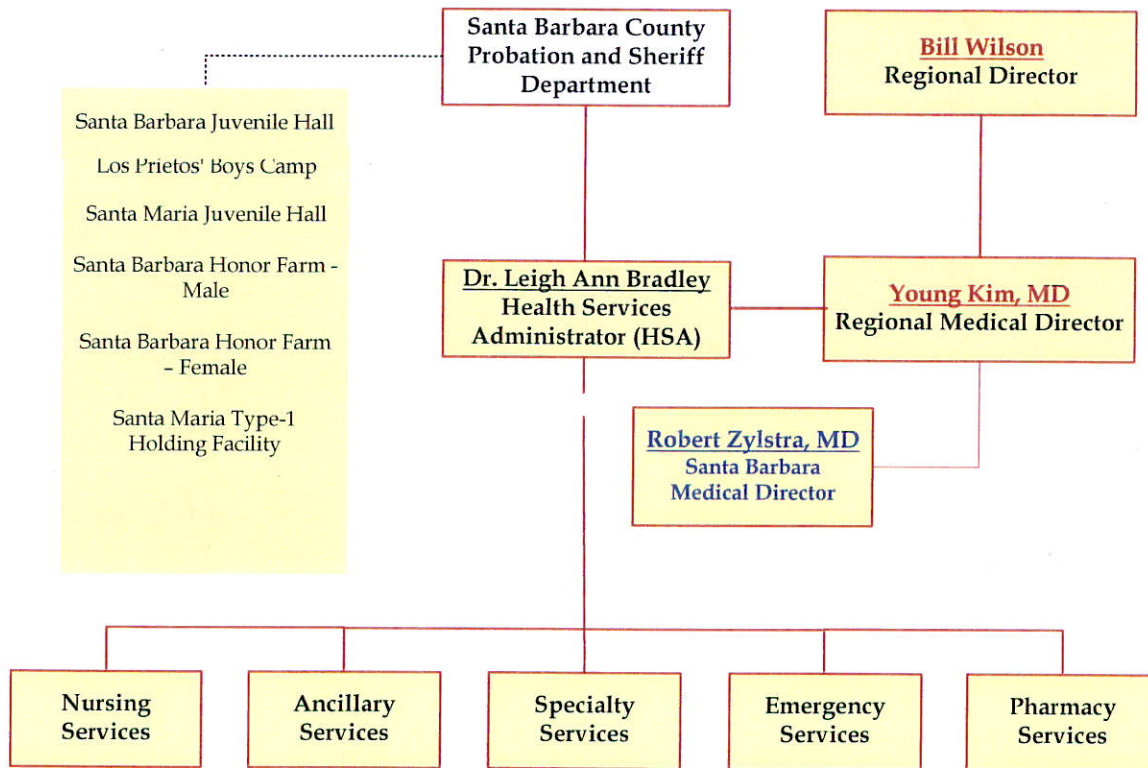 Santa Barbara County
Probation and Sheriff
Department
Bill Wilson
Regional Director
Santa Barbara Juvenile Hall
Los Prietos' Boys Camp
Santa Maria Juvenile Hall
Santa Barbara Honor Farm -
Male
Santa Barbara Honor Farm
– Female
Santa Maria Type-1
Holding Facility
Dr. Leigh Ann Bradley
Health Services
Administrator (HSA)
Young Kim, MD
Regional Medical Director
Robert Zylstra, MD
Santa Barbara
Medical Director
Nursing
Services
Ancillary
Services
Specialty
Services
Emergency
Services
Pharmacy
Services